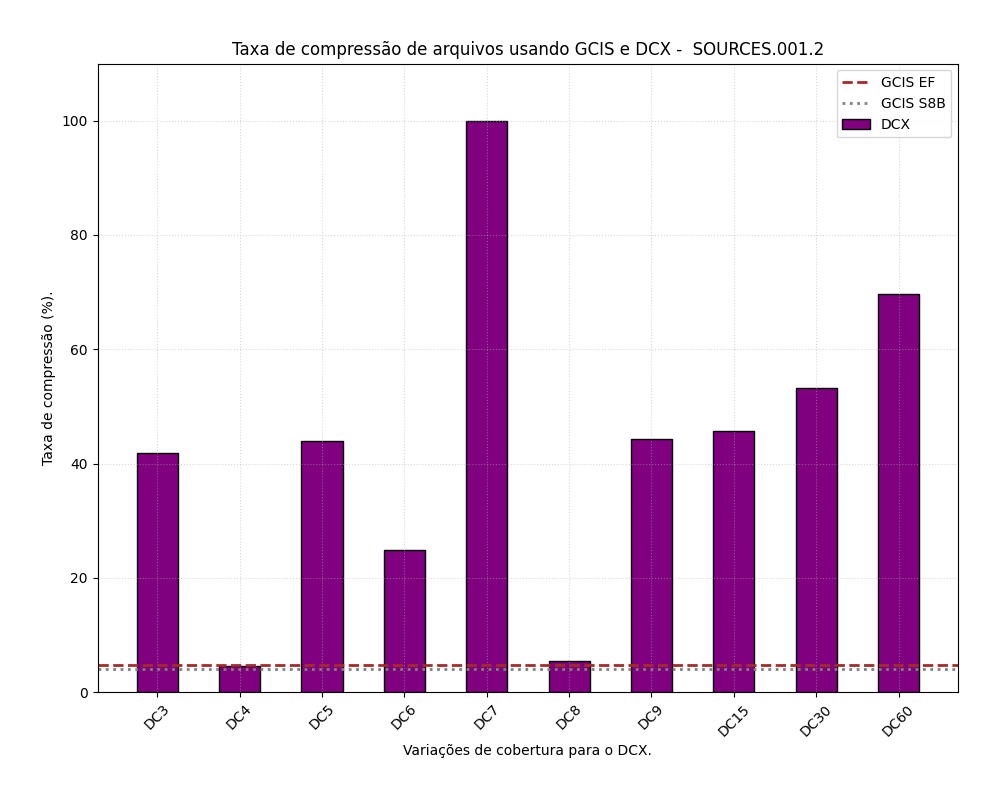 Taxa de compressão de arquivos usando GCIS e DCX -  SOURCES.001.2
GCIS EF
GCIS S8B
DCX
Taxa de compressão (%).
100
80
60
40
20
0
DC3 DC4 DC5 DC6 DC7 DC8 DC9 DC15 DC30 DC60
Variações de cobertura para o DCX.